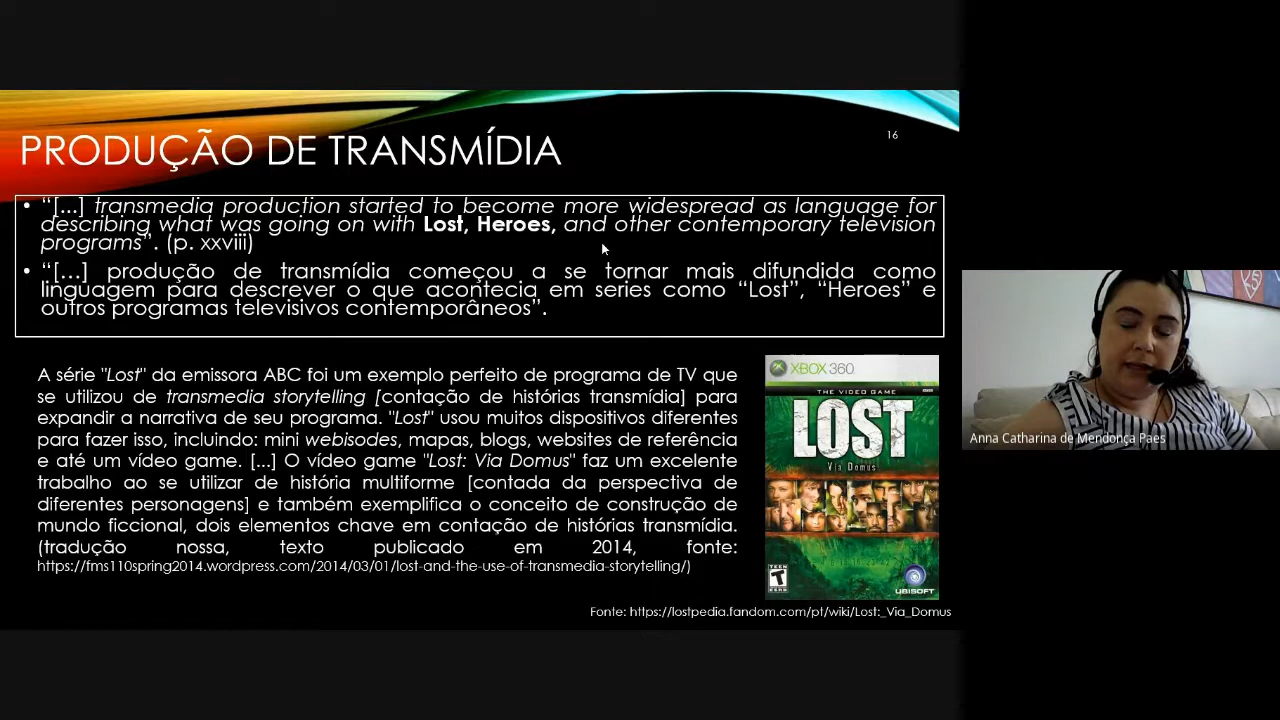 16
PRODUÇÃO DE TRANSMÍDIA
• “[...] transmedia production started to become more widespread as language for
describing what was going on with Lost, Heroes, and other contemporary television
programs”. (p. xxviii)
• “[…] produção de transmídia começou a se tornar mais difundida como
linguagem para descrever o que acontecia em series como “Lost”, “Heroes” e
outros programas televisivos contemporâneos”.
A série "Lost" da emissora ABC foi um exemplo perfeito de programa de TV que
se utilizou de transmedia storytelling [contação de histórias transmídia] para
expandir a narrativa de seu programa. "Lost" usou muitos dispositivos diferentes
para fazer isso, incluindo: mini webisodes, mapas, blogs, websites de referência
e até um vídeo game. [...] O vídeo game "Lost: Via Domus" faz um excelente
trabalho ao se utilizar de história multiforme [contada da perspectiva de
diferentes personagens] e também exemplifica o conceito de construção de
mundo ficcional, dois elementos chave em contação de histórias transmídia.
(tradução nossa, texto publicado em 2014, fonte:
https://fms110spring2014.wordpress.com/2014/03/01/lost-and-the-use-of-transmedia-storytelling/)
XBOX 360
THE VIDEO GAME
LOST
Via Domus
TEEN
T
ESRB
UBISOFT
Fonte: https://lostpedia.fandom.com/pt/wiki/Lost:_Via_Domus
Anna Catharina de Mendonça Paes